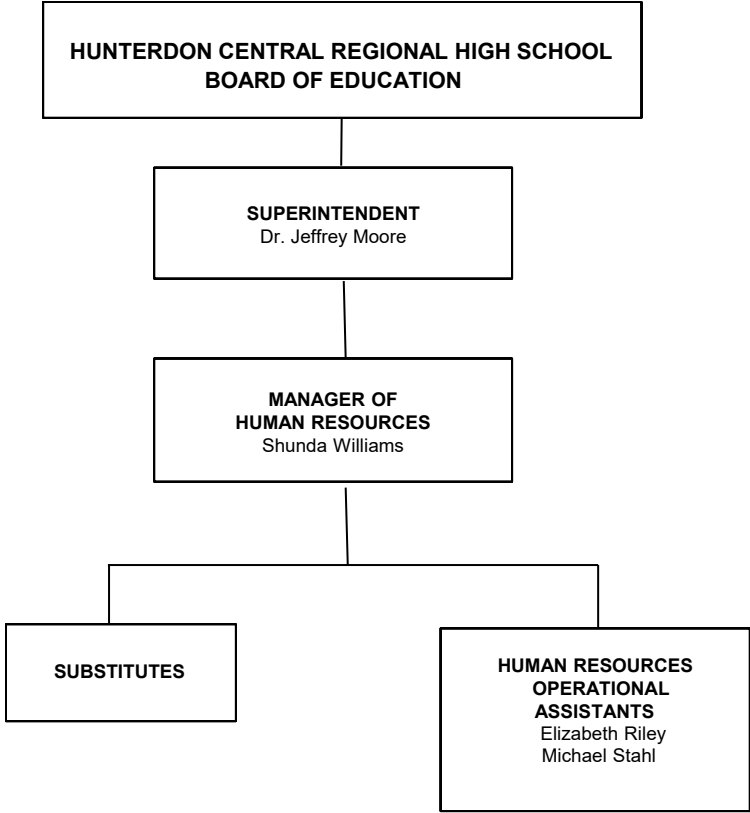 HUNTERDON CENTRAL REGIONAL HIGH SCHOOL
BOARD OF EDUCATION
SUPERINTENDENT
Dr. Jeffrey Moore
MANAGER OF
HUMAN RESOURCES
Shunda Williams
SUBSTITUTES
HUMAN RESOURCES
OPERATIONAL
ASSISTANTS
Elizabeth Riley
Michael Stahl